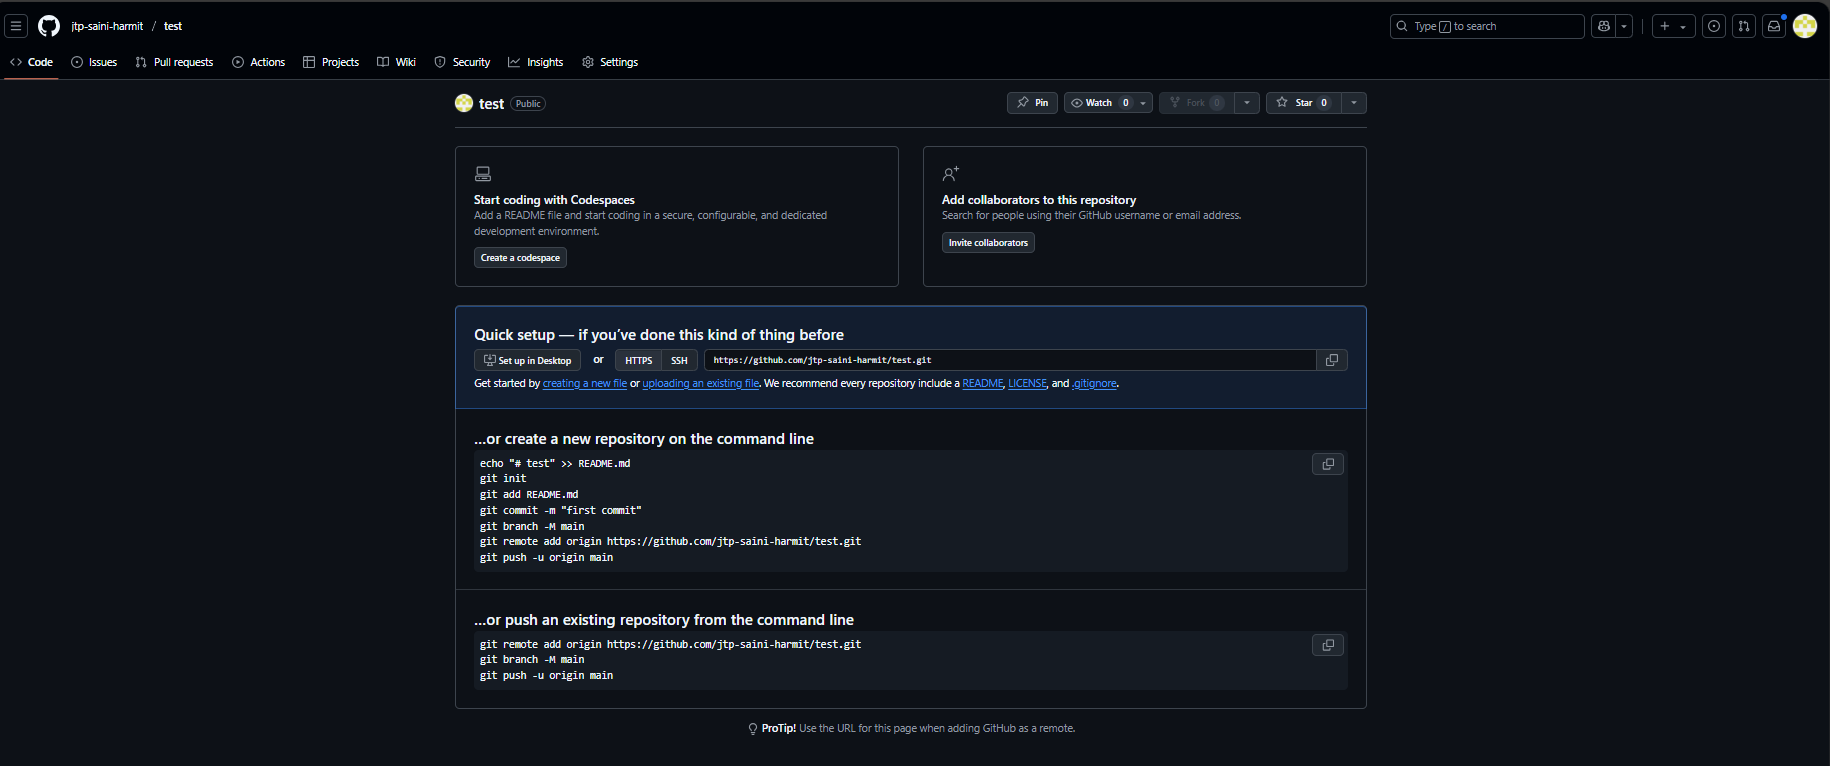 jtp-saini-harmit / test
Type / to search
Code Issues Pull requests Actions Projects Wiki Security Insights Settings
test Public
Pin Watch 0 Fork 0 Star 0
Start coding with Codespaces
Add a README file and start coding in a secure, configurable, and dedicated
development environment.
Create a codespace
Add collaborators to this repository
Search for people using their GitHub username or email address.
Invite collaborators
Quick setup — if you’ve done this kind of thing before
Set up in Desktop or HTTPS SSH https://github.com/jtp-saini-harmit/test.git
Get started by creating a new file or uploading an existing file. We recommend every repository include a README, LICENSE, and .gitignore.
…or create a new repository on the command line
echo "# test" >> README.md
git init
git add README.md
git commit -m "first commit"
git branch -M main
git remote add origin https://github.com/jtp-saini-harmit/test.git
git push -u origin main
…or push an existing repository from the command line
git remote add origin https://github.com/jtp-saini-harmit/test.git
git branch -M main
git push -u origin main
ProTip! Use the URL for this page when adding GitHub as a remote.